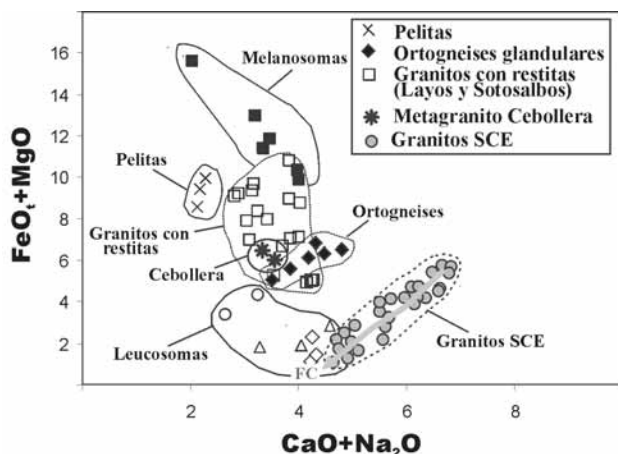 16
14
12
10
8
6
4
2
FeOt+MgO
2
4
6
8
CaO+Na2O
Pelitas
Ortogneises glandulares
Granitos con restitas
(Layos y Sotosalbos)
Metagranito Cebollera
Granitos SCE
Melanosomas
Pelitas
Ortogneises
Granitos con
restitas
Cebollera
Leucosomas
FC
Granitos SCE